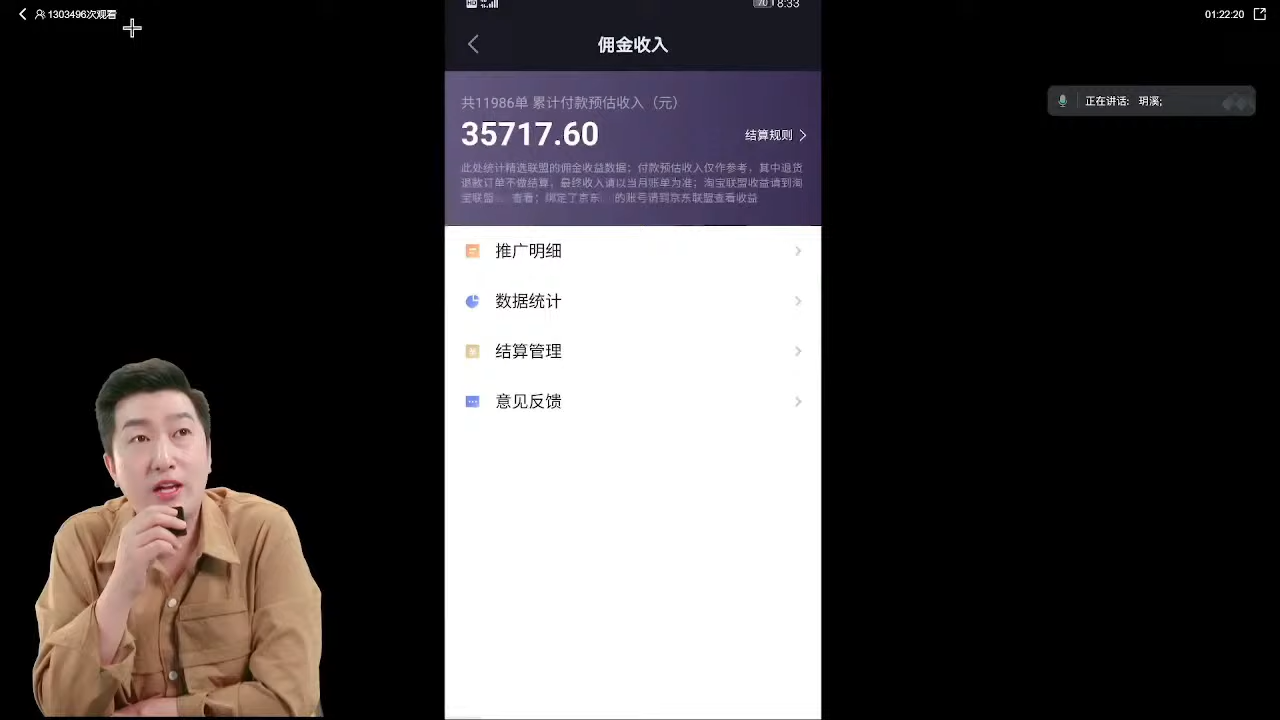 1303496次观看
01:22:20
HD
70
8:33
佣金收入
正在讲话: 玥溪;
共11986单 累计付款预估收入（元）
35717.60
结算规则
此处统计精选联盟的佣金收益数据；付款预估收入仅作参考，其中退货
退款订单不做结算，最终收入请以当月账单为准；淘宝联盟收益请到淘
宝联盟 查看；绑定了京东 的账号请到京东联盟查看收益
推广明细
数据统计
结算管理
意见反馈